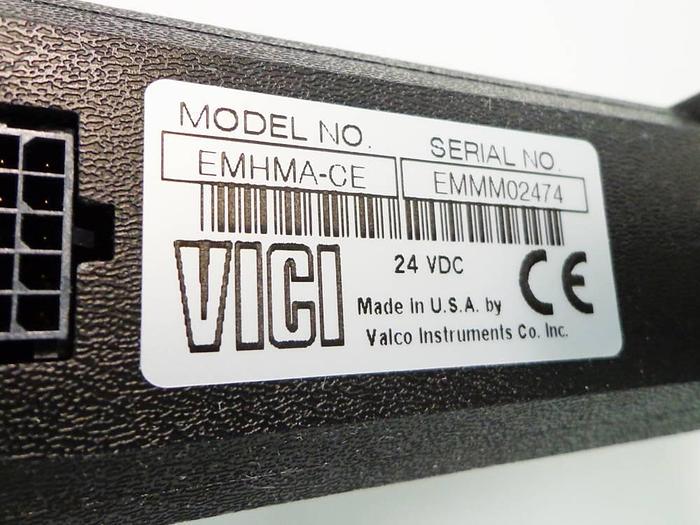 MODEL NO. SERIAL NO.
EMHMA-CE EMMM02474
VICI 24 VDC CE
Made in U.S.A. by
Valco Instruments Co. Inc.